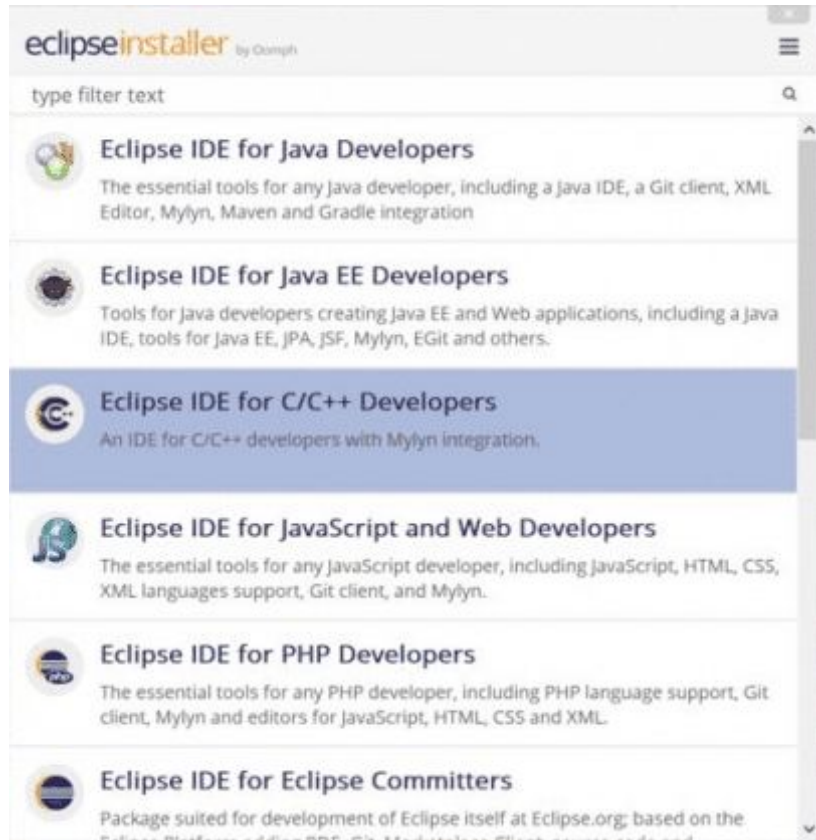 eclipseinstaller by Oomph
type filter text
Eclipse IDE for Java Developers
The essential tools for any Java developer, including a Java IDE, a Git client, XML
Editor, Mylyn, Maven and Gradle integration
Eclipse IDE for Java EE Developers
Tools for Java developers creating Java EE and Web applications, including a Java
IDE, tools for Java EE, JPA, JSF, Mylyn, EGit and others.
C++
Eclipse IDE for C/C++ Developers
An IDE for C/C++ developers with Mylyn integration.
JS
Eclipse IDE for JavaScript and Web Developers
The essential tools for any JavaScript developer, including JavaScript, HTML, CSS,
XML languages support, Git client, and Mylyn.
php
Eclipse IDE for PHP Developers
The essential tools for any PHP developer, including PHP language support, Git
client, Mylyn and editors for JavaScript, HTML, CSS and XML.
Eclipse IDE for Eclipse Committers
Package suited for development of Eclipse itself at Eclipse.org; based on the